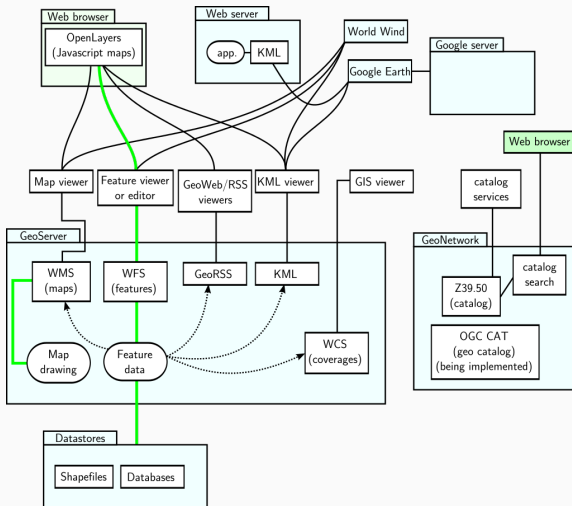 Web browser
OpenLayers
(Javascript maps)
Web server
app.
KML
World Wind
Google Earth
Google server
Web browser
Map viewer
Feature viewer
or editor
GeoWeb/RSS
viewers
KML viewer
GIS viewer
catalog
services
GeoServer
WMS
(maps)
WFS
(features)
GeoRSS
KML
Map
drawing
Feature
data
WCS
(coverages)
GeoNetwork
Z39.50
(catalog)
catalog
search
OGC CAT
(geo catalog)
(being implemented)
Datastores
Shapefiles
Databases